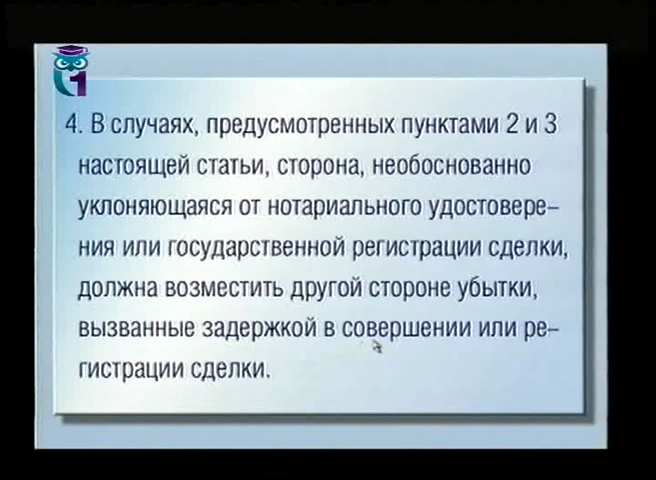 1
4. В случаях, предусмотренных пунктами 2 и 3
настоящей статьи, сторона, необоснованно
уклоняющаяся от нотариального удостовере–
ния или государственной регистрации сделки,
должна возместить другой стороне убытки,
вызванные задержкой в совершении или ре–
гистрации сделки.